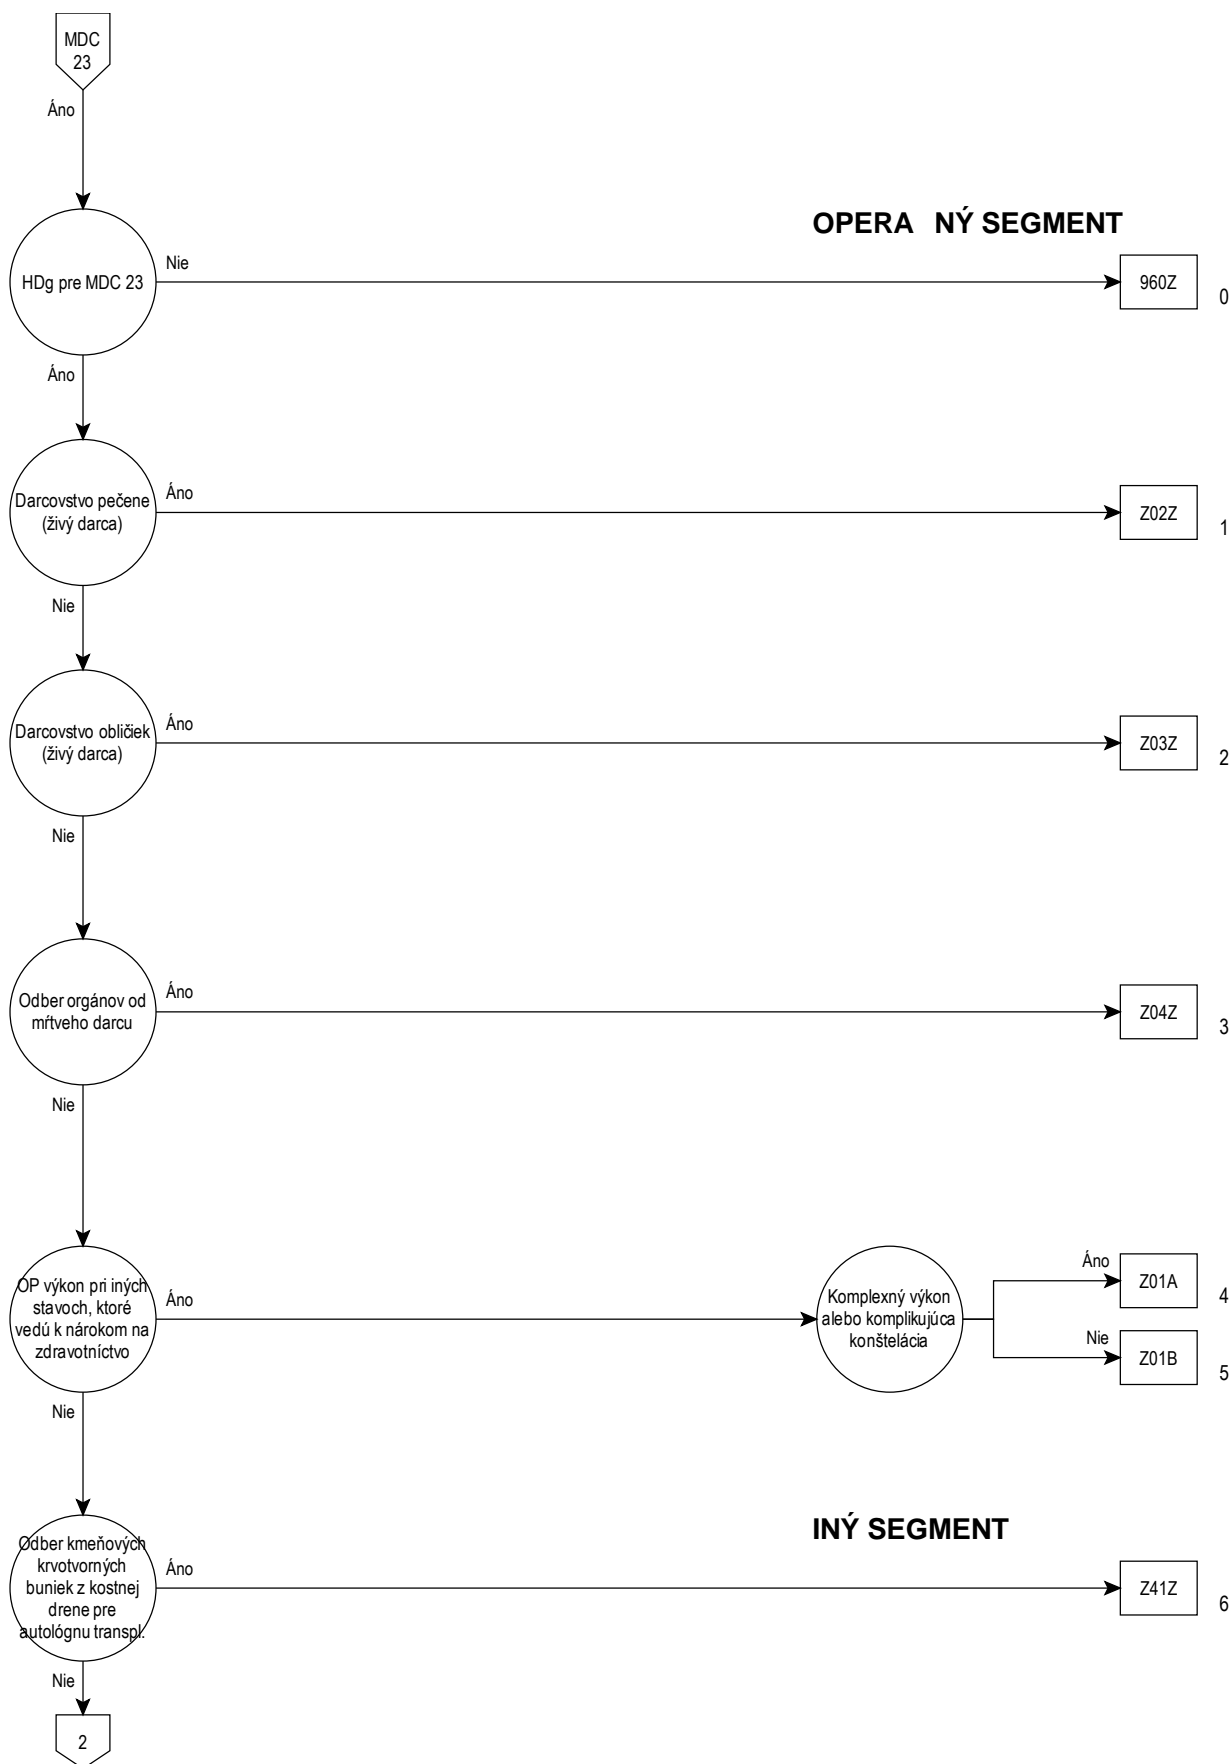 MDC
23
Áno
OPERA NÝ SEGMENT
HDg pre MDC 23
Nie
960Z
0
Áno
Darcovstvo pečene
(živý darca)
Áno
Z02Z
1
Nie
Darcovstvo obličiek
(živý darca)
Áno
Z03Z
2
Nie
Odber orgánov od
mŕtveho darcu
Áno
Z04Z
3
Nie
OP výkon pri iných
stavoch, ktoré
vedú k nárokom na
zdravotníctvo
Áno
Komplexný výkon
alebo komplikujúca
konštelácia
Áno
Z01A
4
Nie
Z01B
5
Nie
INÝ SEGMENT
Odber kmeňových
krvotvorných
buniek z kostnej
drene pre
autológnu transpl.
Áno
Z41Z
6
Nie
2